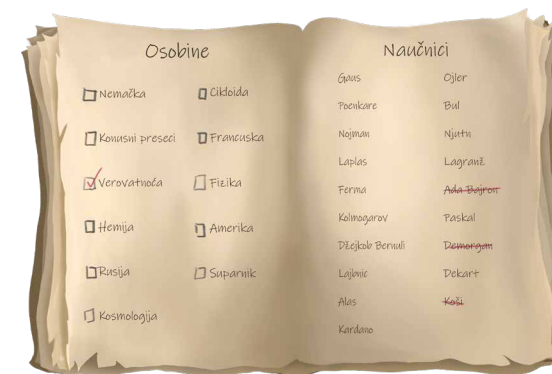 Osobine
Nemačka
Cikloida
Konusni preseci
Francuska
Verovatnoća
Fizika
Hemija
Amerika
Rusija
Suparnik
Kosmologija
Naučnici
Gaus
Ojler
Poenkare
Bul
Nojman
Njutn
Laplas
Lagranž
Ferma
Ada Bajron
Kolmogarov
Paskal
Džejkob Bernuli
Demorgan
Lajbnic
Dekart
Alas
Koši
Kardano